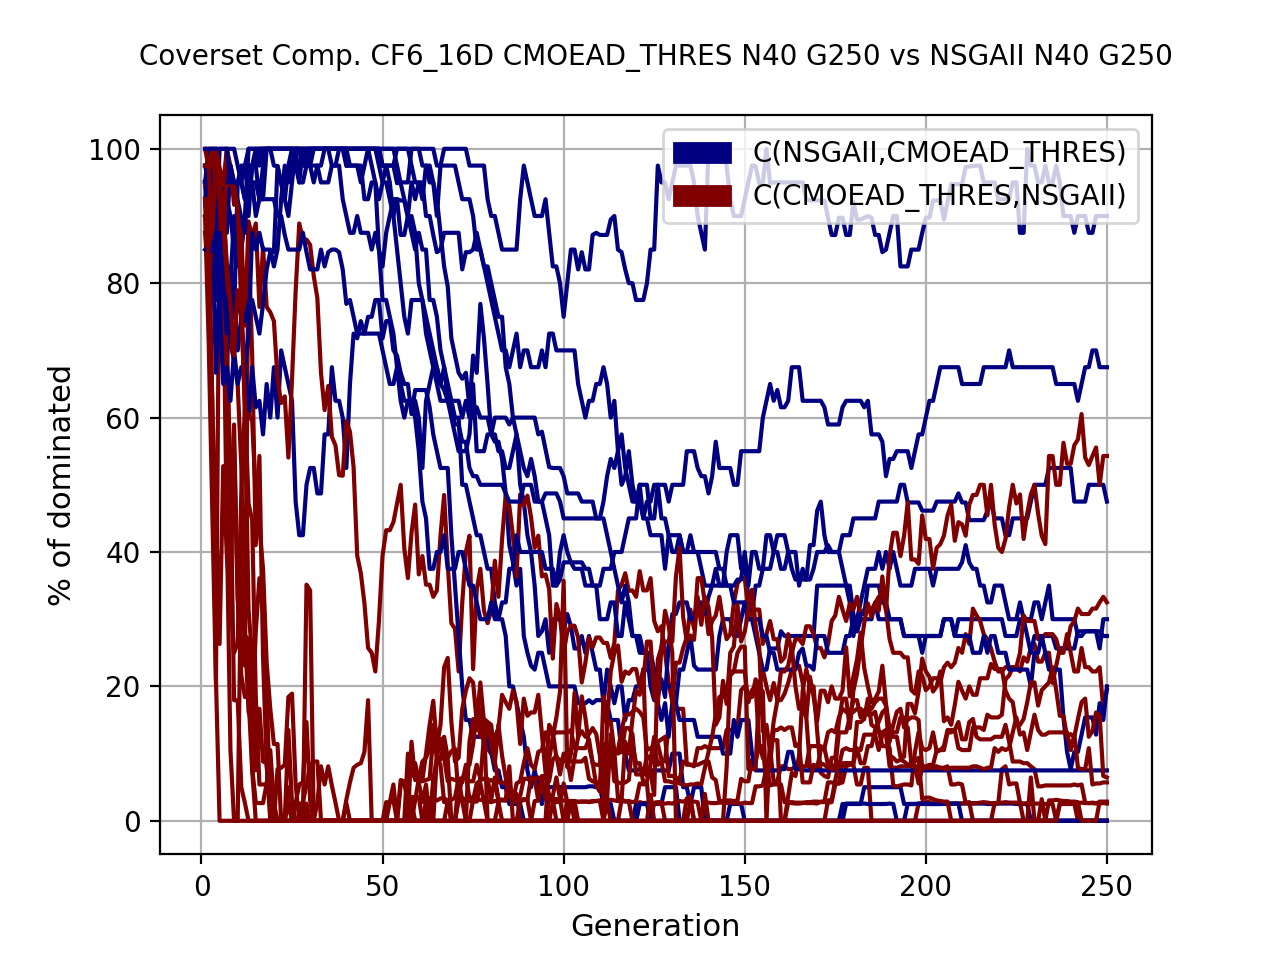 Coverset Comp. CF6_16D CMOEAD_THRES N40 G250 vs NSGAII N40 G250
C(NSGAII,CMOEAD_THRES)
C(CMOEAD_THRES,NSGAII)
100
80
60
40
20
0
% of dominated
0 50 100 150 200 250
Generation